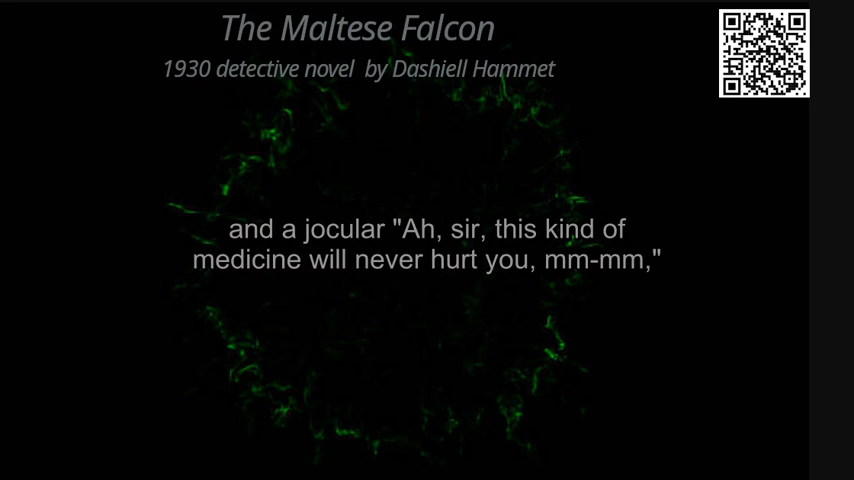 The Maltese Falcon
1930 detective novel by Dashiell Hammet
and a jocular "Ah, sir, this kind of
medicine will never hurt you, mm-mm,"